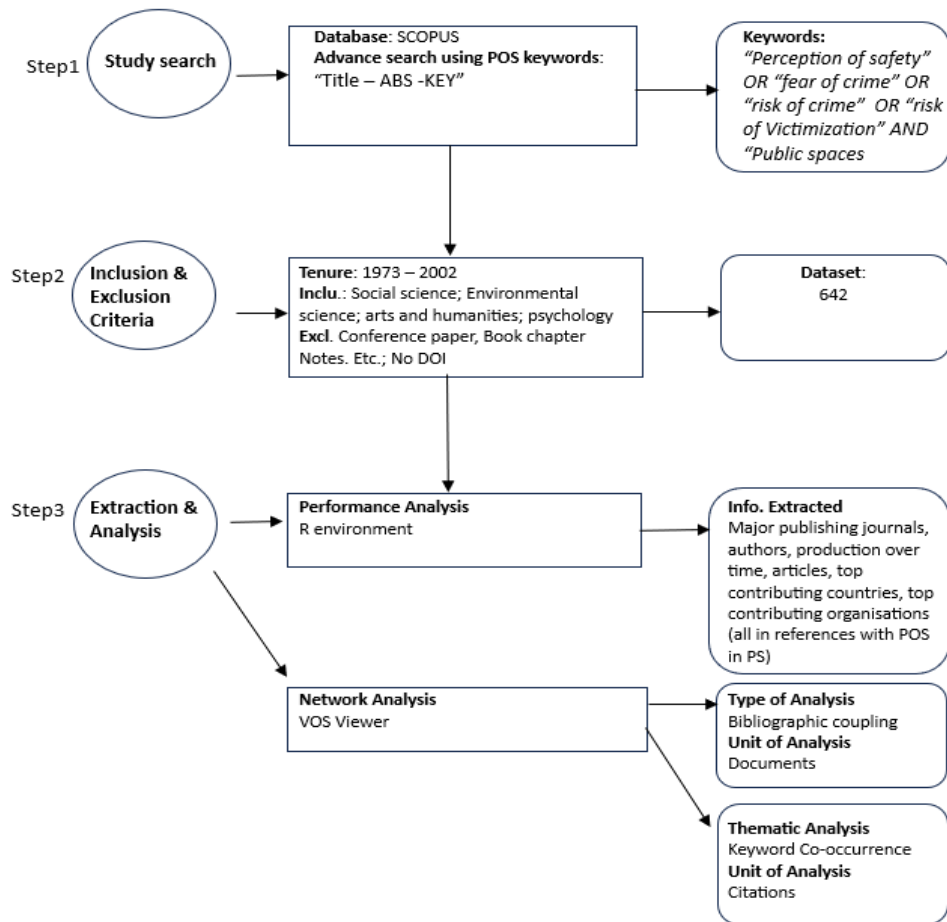 Step1
Study search
Database: SCOPUS
Advance search using POS keywords:
“Title – ABS -KEY”
Keywords:
“Perception of safety”
OR “fear of crime” OR
“risk of crime” OR “risk
of Victimization” AND
“Public spaces
Step2
Inclusion &
Exclusion
Criteria
Tenure: 1973 – 2002
Inclu.: Social science; Environmental
science; arts and humanities; psychology
Excl. Conference paper, Book chapter
Notes. Etc.; No DOI
Dataset:
642
Step3
Extraction &
Analysis
Performance Analysis
R environment
Info. Extracted
Major publishing journals,
authors, production over
time, articles, top
contributing countries, top
contributing organisations
(all in references with POS
in PS)
Network Analysis
VOS Viewer
Type of Analysis
Bibliographic coupling
Unit of Analysis
Documents
Thematic Analysis
Keyword Co-occurrence
Unit of Analysis
Citations